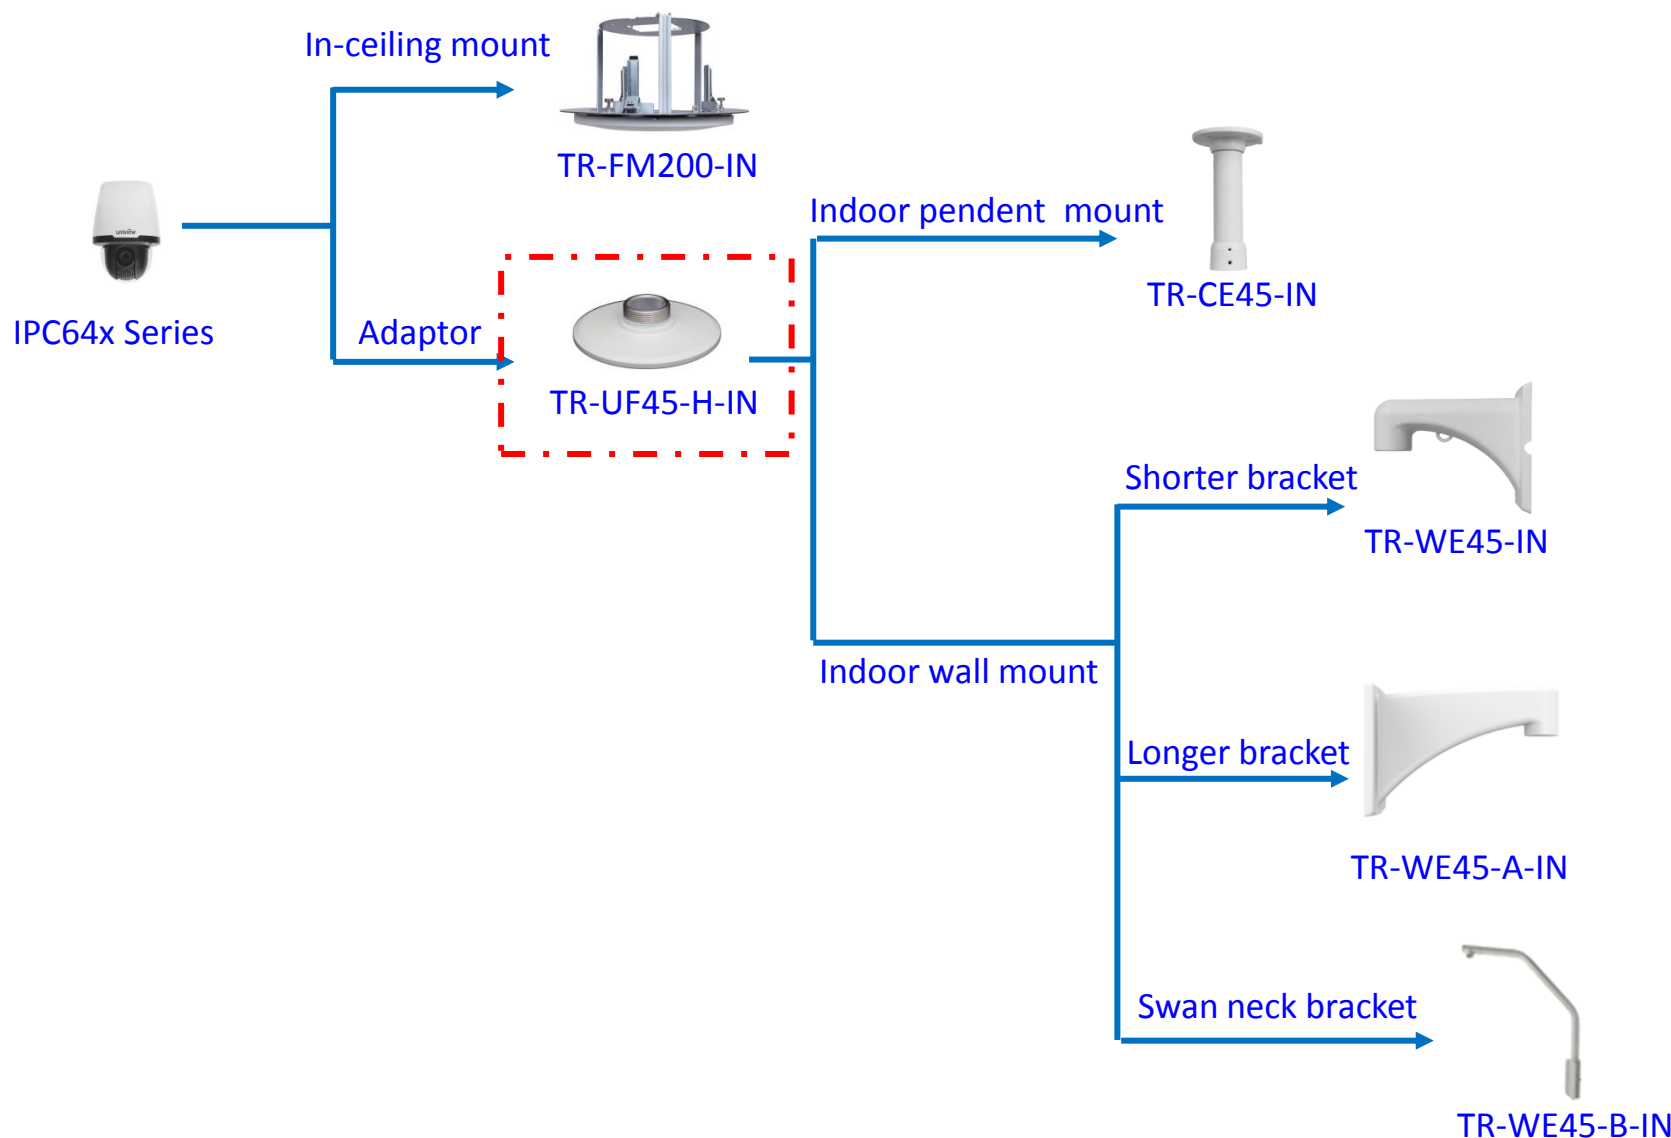 In-ceiling mount
TR-FM200-IN
uniview
IPC64x Series
Adaptor
TR-UF45-H-IN
Indoor pendent  mount
TR-CE45-IN
Shorter bracket
TR-WE45-IN
Indoor wall mount
Longer bracket
TR-WE45-A-IN
Swan neck bracket
TR-WE45-B-IN